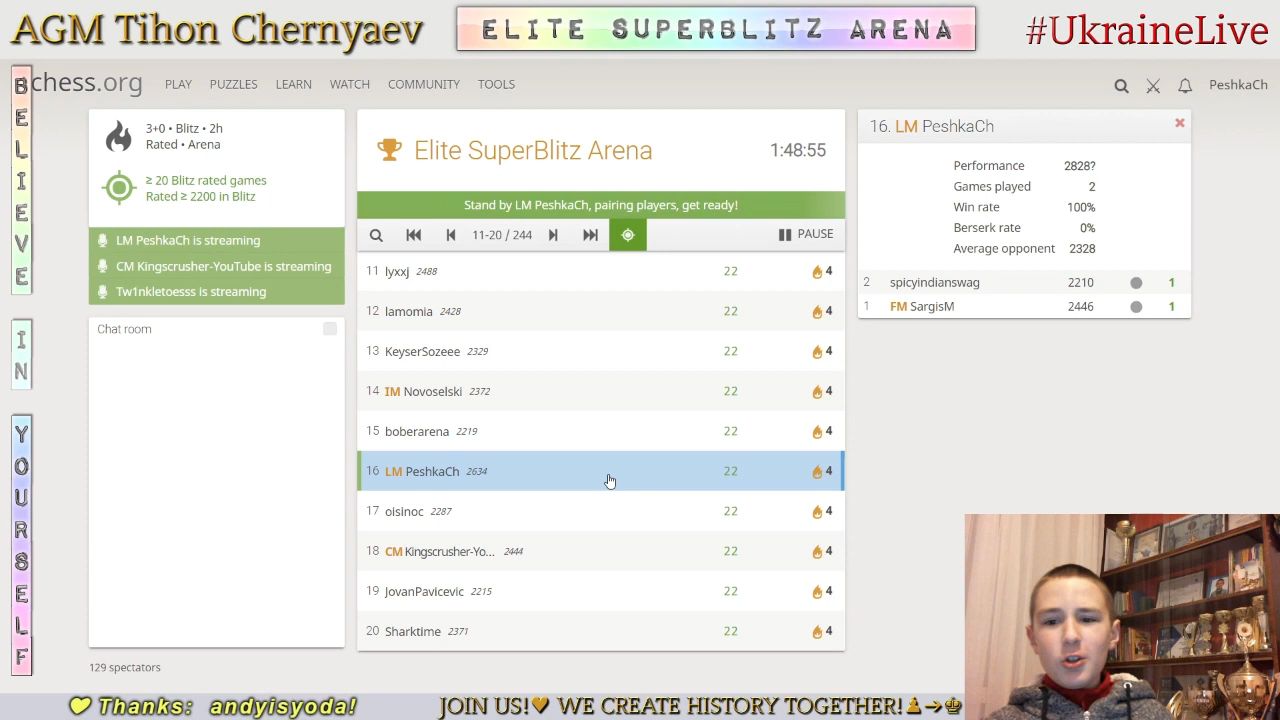 AGM Tihon Chernyaev
ELITE SUPERBLITZ ARENA
#UkraineLive
BELIEVE
IN
YOURSELF
chess.org
PLAY PUZZLES LEARN WATCH COMMUNITY TOOLS
PeshkaCh
3+0 • Blitz • 2h
Rated • Arena
≥ 20 Blitz rated games
Rated ≥ 2200 in Blitz
LM PeshkaCh is streaming
CM Kingscrusher-YouTube is streaming
Tw1nkletoesss is streaming
Chat room
129 spectators
Elite SuperBlitz Arena 1:48:55
Stand by LM PeshkaCh, pairing players, get ready!
11-20 / 244 PAUSE
11 lyxxj 2488 22 4
12 lamomia 2428 22 4
13 KeyserSozeee 2329 22 4
14 IM Novoselski 2372 22 4
15 boberarena 2219 22 4
16 LM PeshkaCh 2634 22 4
17 oisinoc 2287 22 4
18 CM Kingscrusher-Yo... 2444 22 4
19 JovanPavicevic 2215 22 4
20 Sharktime 2371 22 4
16. LM PeshkaCh
Performance 2828?
Games played 2
Win rate 100%
Berserk rate 0%
Average opponent 2328
2 spicyindianswag 2210 1
1 FM SargisM 2446 1
Thanks: andyisyoda!
JOIN US! WE CREATE HISTORY TOGETHER!